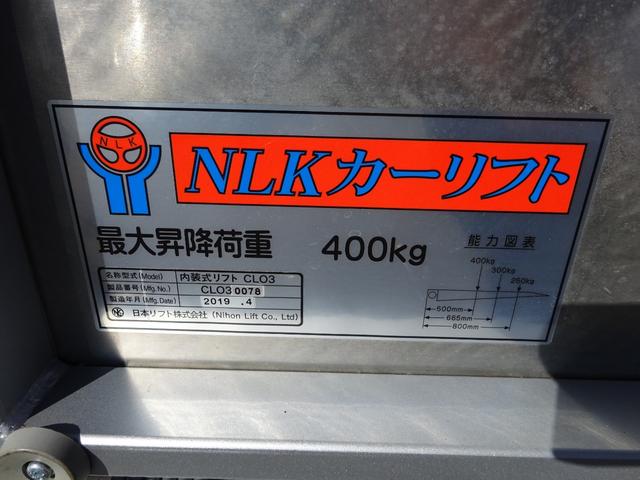 NLK
NLKカーリフト
最大昇降荷重 400kg
能力図表
400kg
300kg
250kg
500mm
665mm
800mm
名称型式(Model) 内装式リフト CLO3
製品番号(Mfg.No.) CLO3 0078
製造年月(Mfg.Date) 2019 .4
NLK 日本リフト株式会社(Nihon Lift Co., Ltd)